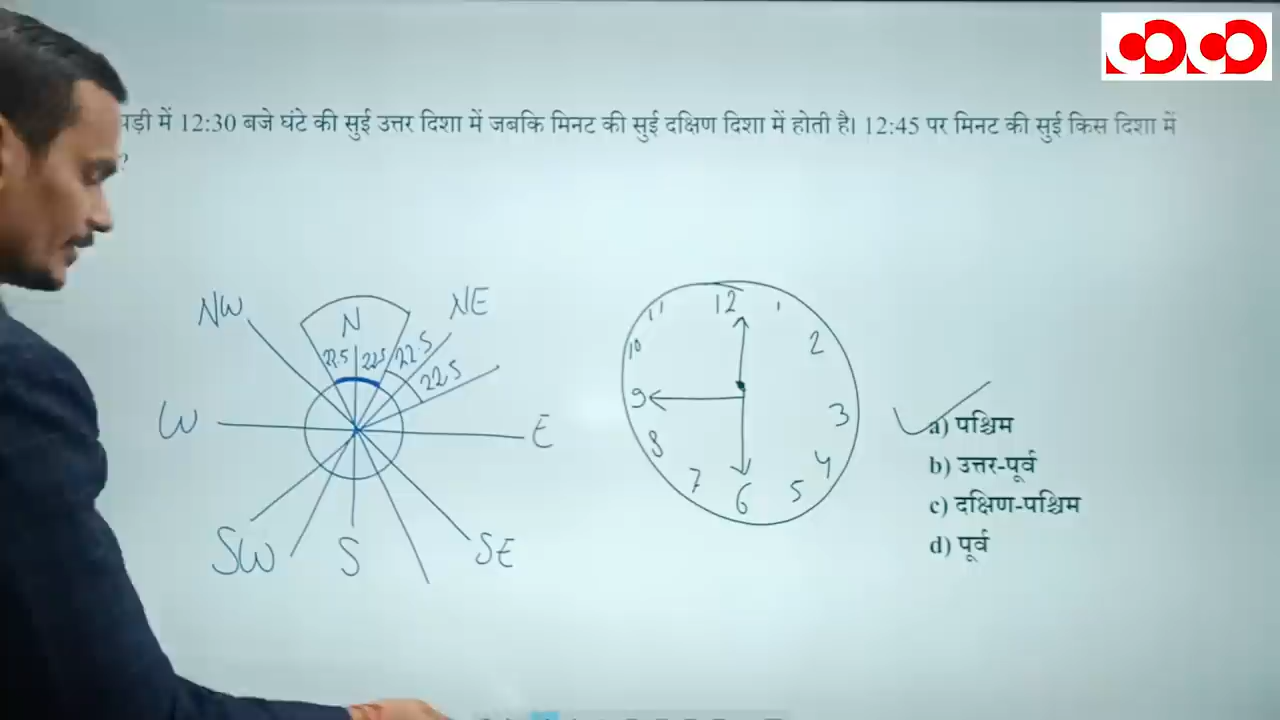 ड़ी में 12:30 बजे घंटे की सुई उत्तर दिशा में जबकि मिनट की सुई दक्षिण दिशा में होती है। 12:45 पर मिनट की सुई किस दिशा में
?
NW
N
NE
22.5
22.5
22.5
22.5
W
E
SW
S
SE
11
12
1
10
2
9
3
8
4
7
6
5
a) पश्चिम
b) उत्तर-पूर्व
c) दक्षिण-पश्चिम
d) पूर्व